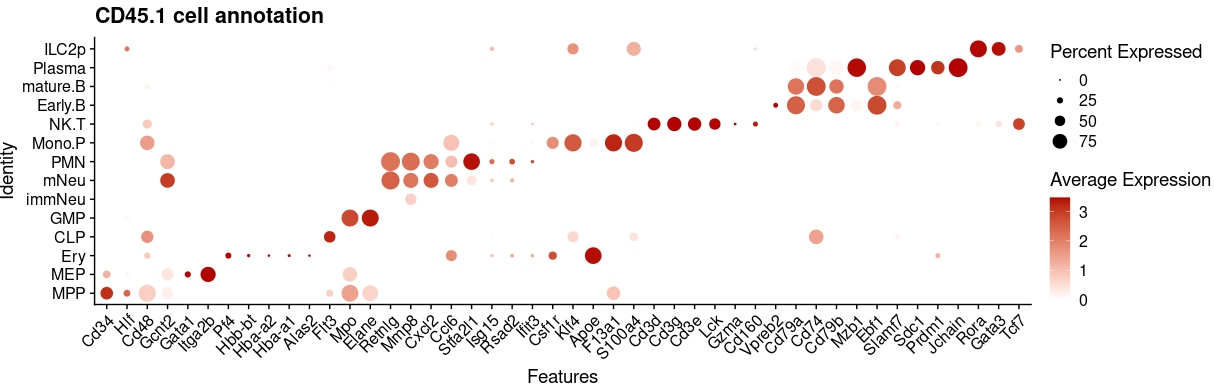 CD45.1 cell annotation
Identity
ILC2p
Plasma
mature.B
Early.B
NK.T
Mono.P
PMN
mNeu
immNeu
GMP
CLP
Ery
MEP
MPP
Cd34
Hlf
Cd48
Gcnt2
Gata1
Itga2b
Pf4
Hbb-bt
Hba-a2
Hba-a1
Alas2
Flt3
Mpo
Elane
Retnlg
Mmp8
Cxcl2
Ccl6
Stfa2l1
Isg15
Rsad2
Ifit3
Csf1r
Klf4
Apoe
F13a1
S100a4
Cd3d
Cd3g
Cd3e
Lck
Gzma
Cd160
Vpreb2
Cd79a
Cd74
Cd79b
Mzb1
Ebf1
Slamf7
Sdc1
Prdm1
Jchain
Rora
Gata3
Tcf7
Features
Percent Expressed
0
25
50
75
Average Expression
3
2
1
0